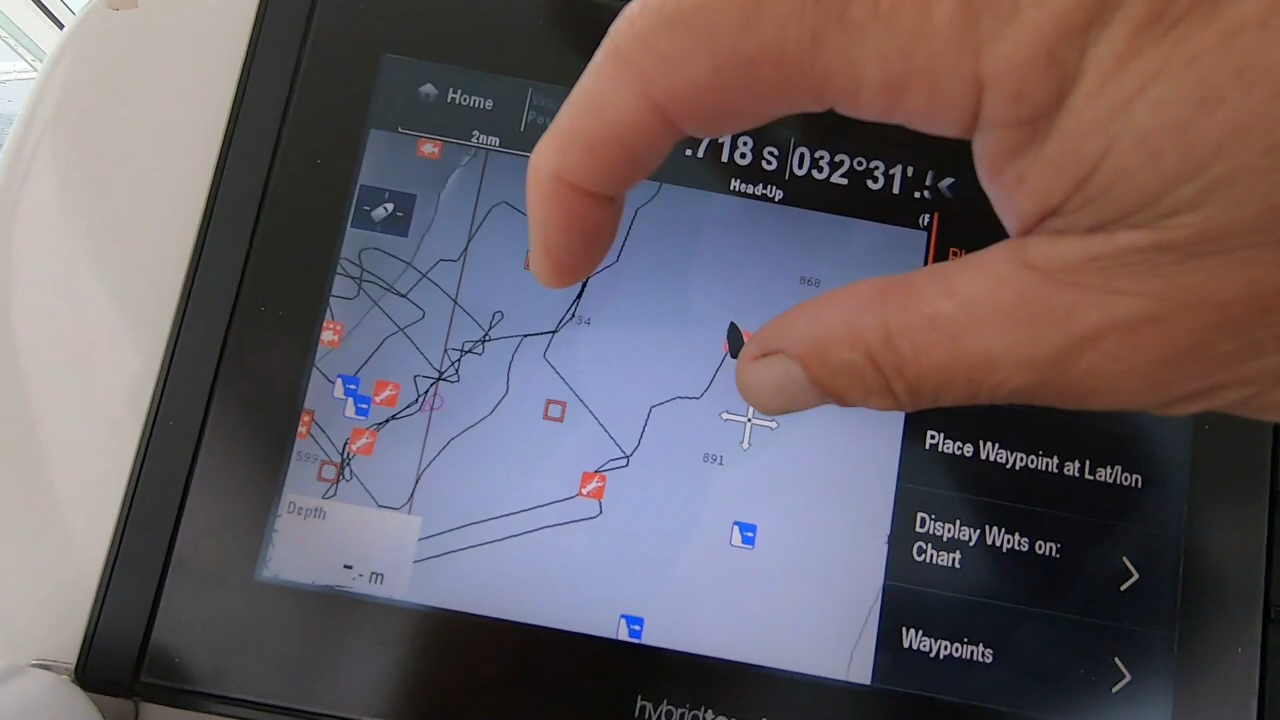 Home
2nm
.718 s 032°31'.
Head-Up
868
34
891
599
Depth
-.- m
Place Waypoint at Lat/lon
Display Wpts on:
Chart
Waypoints